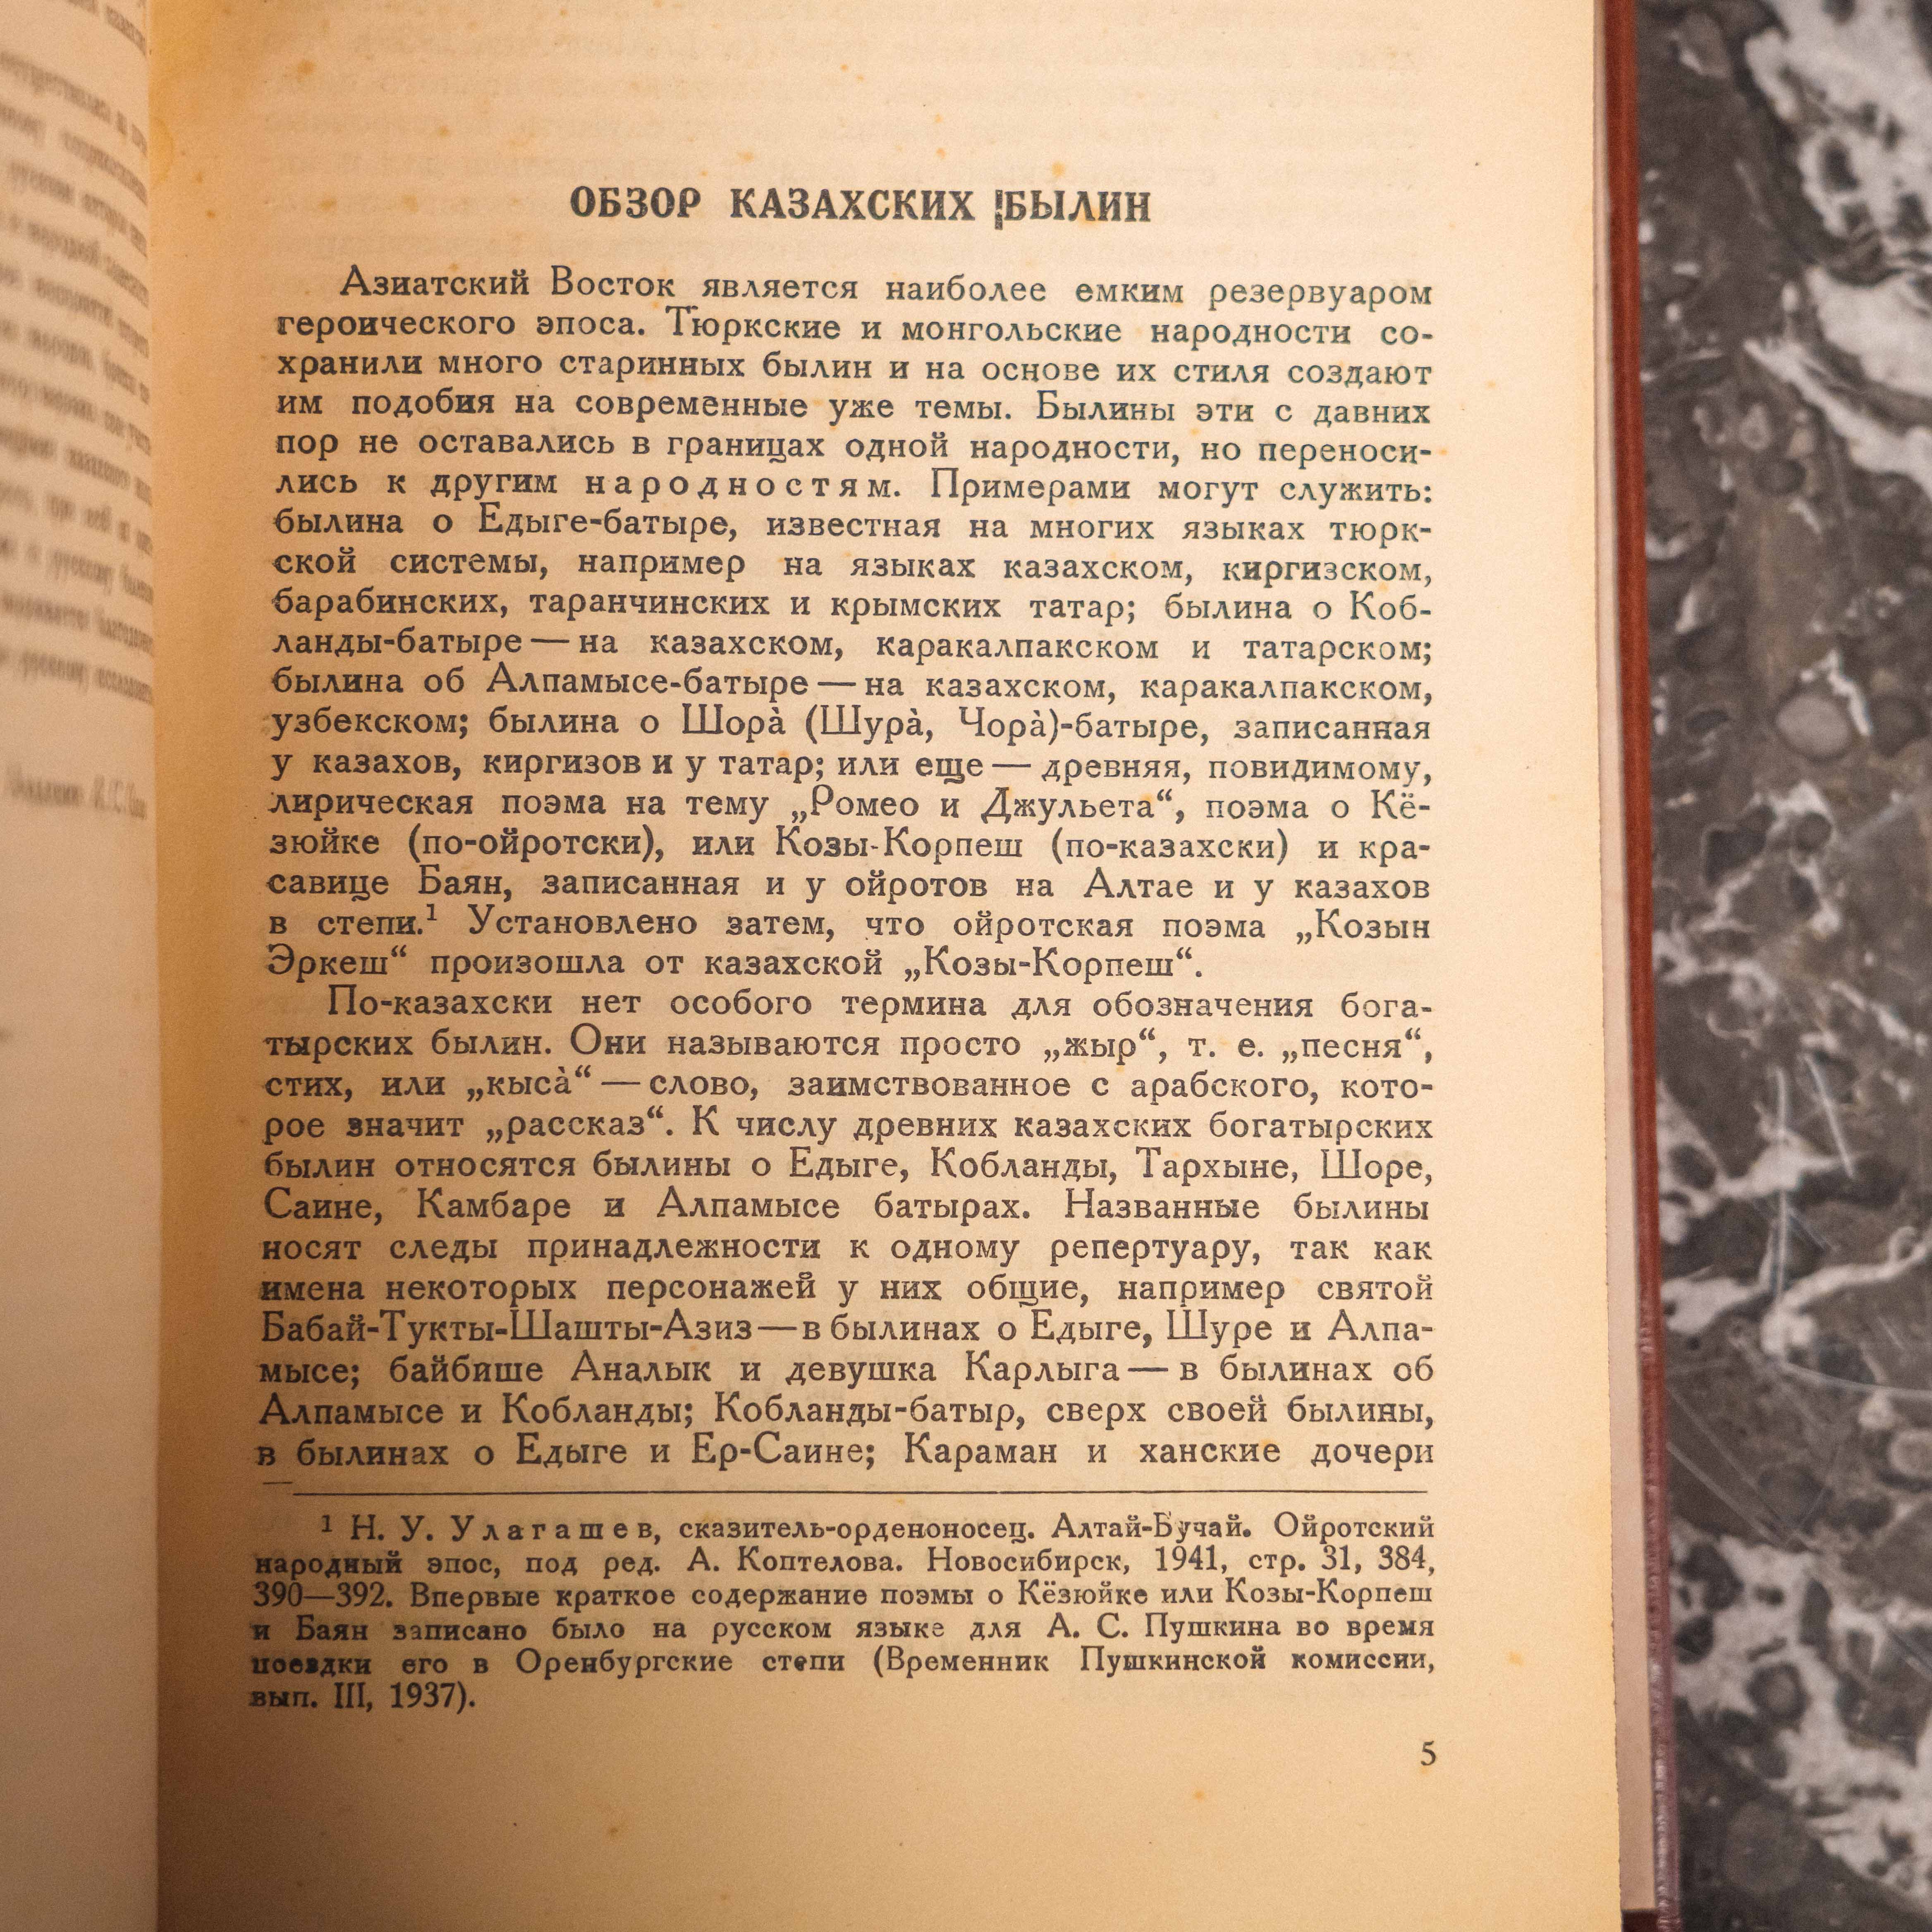 ОБЗОР КАЗАХСКИХ БЫЛИН
Азиатский Восток является наиболее емким резервуаром
героического эпоса. Тюркские и монгольские народности со-
хранили много старинных былин и на основе их стиля создают
им подобия на современные уже темы. Былины эти с давних
пор не оставались в границах одной народности, но переноси-
лись к другим народностям. Примерами могут служить:
былина о Едыге-батыре, известная на многих языках тюрк-
ской системы, например на языках казахском, киргизском,
барабинских, таранчинских и крымских татар; былина о Коб-
ланды-батыре — на казахском, каракалпакском и татарском;
былина об Алпамысе-батыре — на казахском, каракалпакском,
узбекском; былина о Шорà (Шурà, Чорà)-батыре, записанная
у казахов, киргизов и у татар; или еще — древняя, повидимому,
лирическая поэма на тему „Ромео и Джульета“, поэма о Кё-
зюйке (по-ойротски), или Козы-Корпеш (по-казахски) и кра-
савице Баян, записанная и у ойротов на Алтае и у казахов
в степи.¹ Установлено затем, что ойротская поэма „Козын
Эркеш“ произошла от казахской „Козы-Корпеш“.
По-казахски нет особого термина для обозначения бога-
тырских былин. Они называются просто „жыр“, т. е. „песня“,
стих, или „кысà“ — слово, заимствованное с арабского, кото-
рое значит „рассказ“. К числу древних казахских богатырских
былин относятся былины о Едыге, Кобланды, Тархыне, Шоре,
Саине, Камбаре и Алпамысе батырах. Названные былины
носят следы принадлежности к одному репертуару, так как
имена некоторых персонажей у них общие, например святой
Бабай-Тукты-Шашты-Азиз — в былинах о Едыге, Шуре и Алпа-
мысе; байбише Аналык и девушка Карлыга — в былинах об
Алпамысе и Кобланды; Кобланды-батыр, сверх своей былины,
в былинах о Едыге и Ер-Саине; Караман и ханские дочери
¹ Н. У. Улагашев, сказитель-орденоносец. Алтай-Бучай. Ойротский
народный эпос, под ред. А. Коптелова. Новосибирск, 1941, стр. 31, 384,
390—392. Впервые краткое содержание поэмы о Кёзюйке или Козы-Корпеш
и Баян записано было на русском языке для А. С. Пушкина во время
поездки его в Оренбургские степи (Временник Пушкинской комиссии,
вып. III, 1937).
5